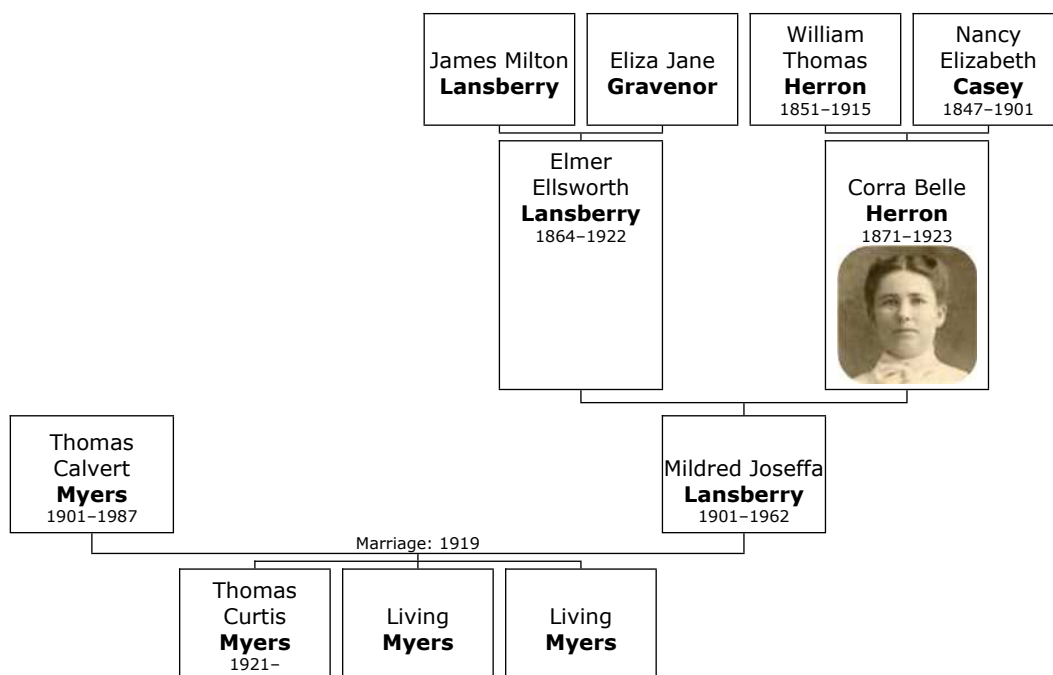 James Milton
Lansberry
Eliza Jane
Gravenor
William
Thomas
Herron
1851–1915
Nancy
Elizabeth
Casey
1847–1901
Elmer
Ellsworth
Lansberry
1864–1922
Corra Belle
Herron
1871–1923
Thomas
Calvert
Myers
1901–1987
Mildred Joseffa
Lansberry
1901–1962
Marriage: 1919
Thomas
Curtis
Myers
1921–
Living
Myers
Living
Myers